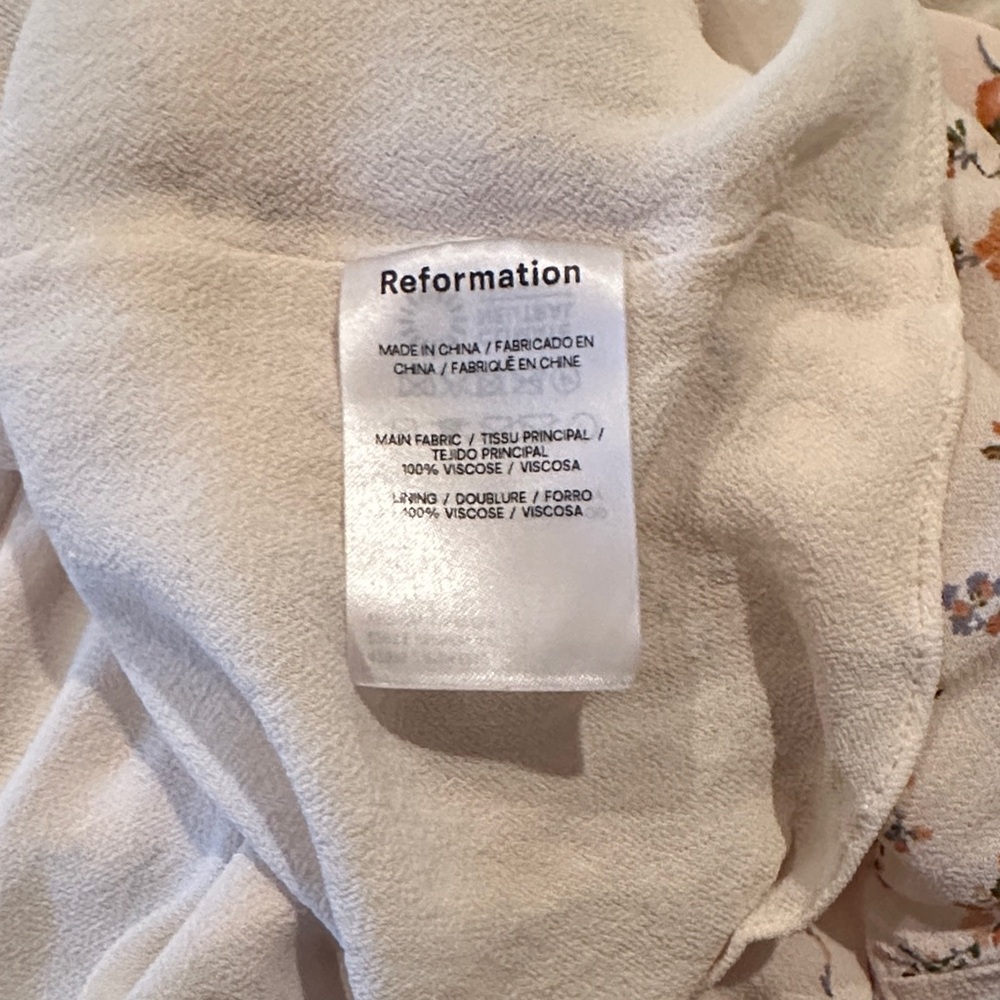 Reformation
MADE IN CHINA / FABRICADO EN
CHINA / FABRIQUÉ EN CHINE
MAIN FABRIC / TISSU PRINCIPAL /
TEJIDO PRINCIPAL
100% VISCOSE / VISCOSA
LINING / DOUBLURE / FORRO
100% VISCOSE / VISCOSA